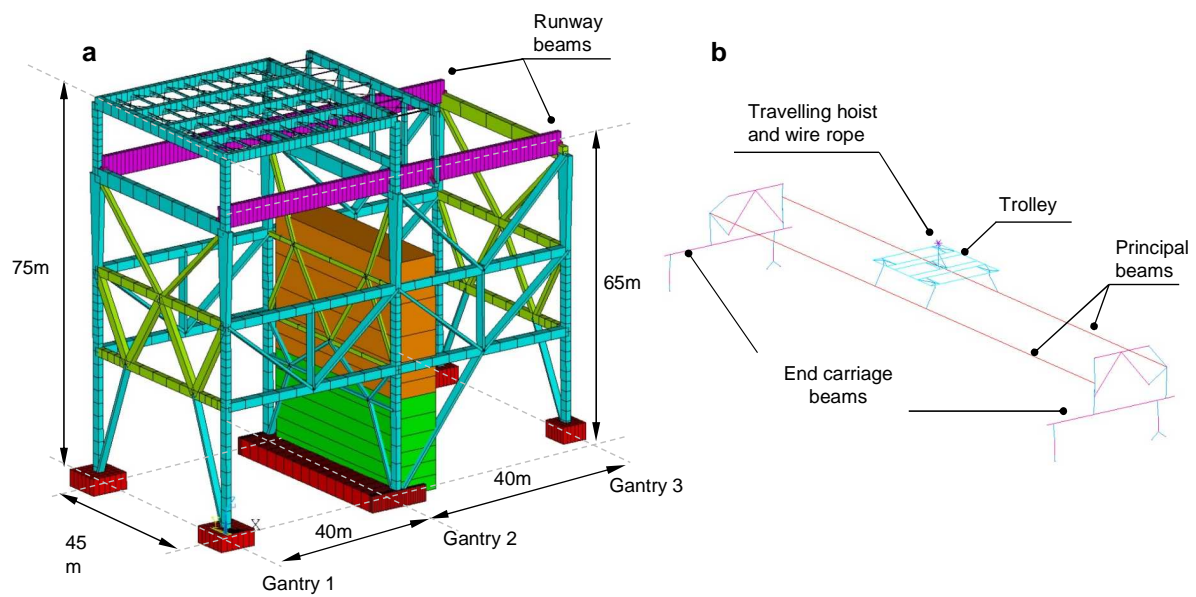 a
Runway
beams
75m
65m
45
m
40m
40m
X
Gantry 1
Gantry 2
Gantry 3
b
Travelling hoist
and wire rope
Trolley
Principal
beams
End carriage
beams